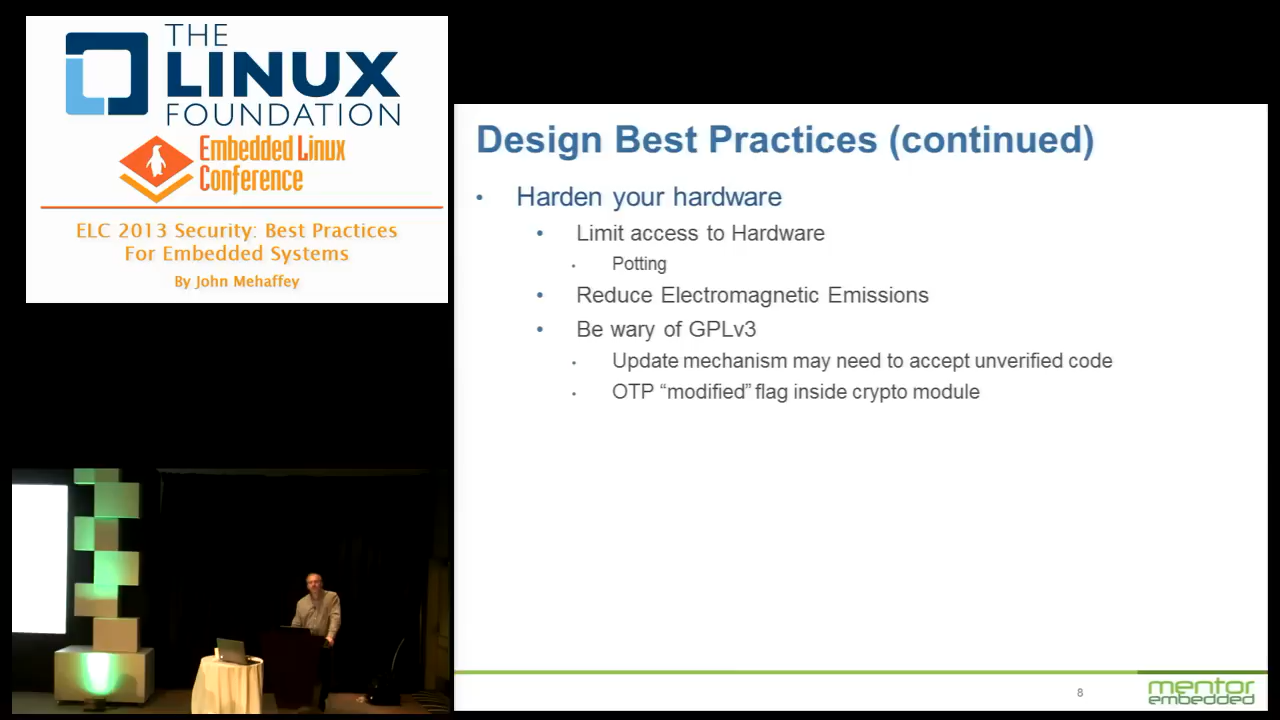 THE
LINUX
FOUNDATION
Embedded Linux
Conference
ELC 2013 Security: Best Practices
For Embedded Systems
By John Mehaffey
Design Best Practices (continued)
• Harden your hardware
• Limit access to Hardware
• Potting
• Reduce Electromagnetic Emissions
• Be wary of GPLv3
• Update mechanism may need to accept unverified code
• OTP “modified” flag inside crypto module
8
mentor
embedded